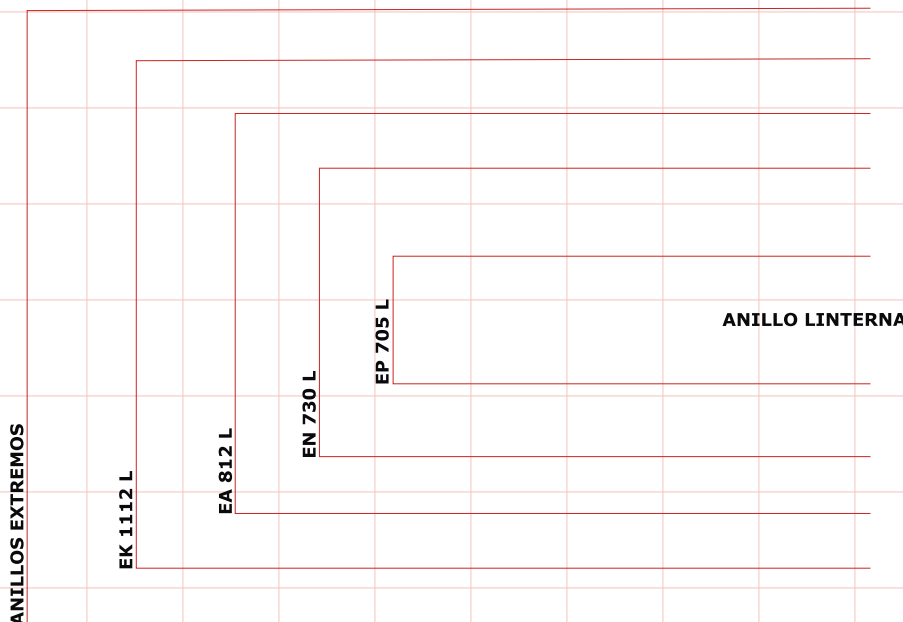 ANILLOS EXTREMOS
EK 1112 L
EA 812 L
EN 730 L
EP 705 L
ANILLO LINTERNA